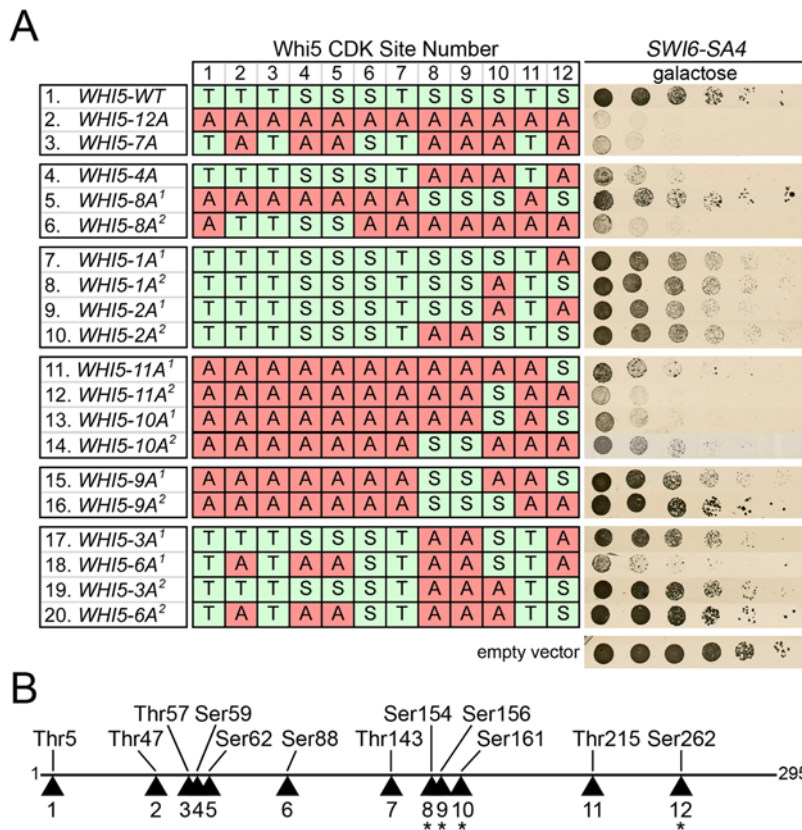 A
Whi5 CDK Site Number
SWI6-SA4
galactose
1 2 3 4 5 6 7 8 9 10 11 12
1. WHI5-WT T T T S S S T S S S T S
2. WHI5-12A A A A A A A A A A A A A
3. WHI5-7A T A T A A S T A A A T A
4. WHI5-4A T T T S S S T A A A T A
5. WHI5-8A¹ A A A A A A A S S S A S
6. WHI5-8A² A T T S S A A A A A A A
7. WHI5-1A¹ T T T S S S T S S S T A
8. WHI5-1A² T T T S S S T S S A T S
9. WHI5-2A¹ T T T S S S T S S A T A
10. WHI5-2A² T T T S S S T A A S T S
11. WHI5-11A¹ A A A A A A A A A A A S
12. WHI5-11A² A A A A A A A A A S A A
13. WHI5-10A¹ A A A A A A A A A S A S
14. WHI5-10A² A A A A A A A S S A A A
15. WHI5-9A¹ A A A A A A A S S A A S
16. WHI5-9A² A A A A A A A S S S A A
17. WHI5-3A¹ T T T S S S T A A S T A
18. WHI5-6A¹ T A T A A S T A A S T A
19. WHI5-3A² T T T S S S T A A A T S
20. WHI5-6A² T A T A A S T A A A T S
empty vector
B
Thr57 Ser59 Ser154 Ser156
Thr5 Thr47 Ser62 Ser88 Thr143 Ser161 Thr215 Ser262
1 295
1 2 3 4 5 6 7 8 9 10 11 12
* * * *